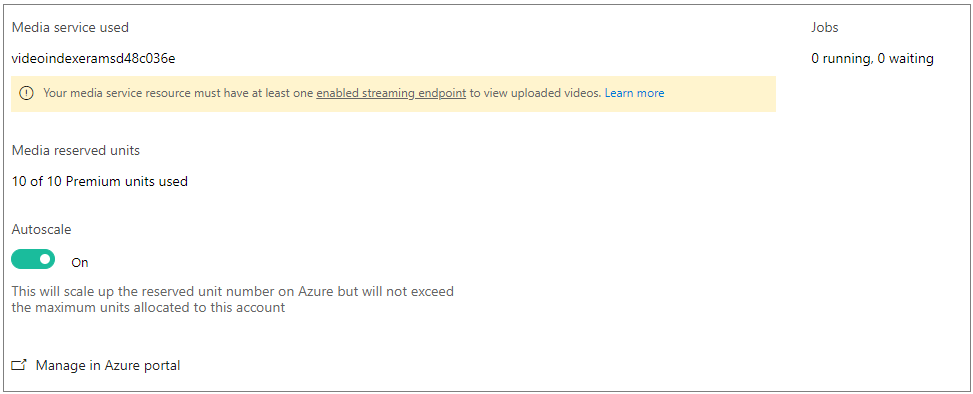 Media service used
Jobs
videoindexeramsd48c036e
0 running, 0 waiting
Your media service resource must have at least one enabled streaming endpoint to view uploaded videos. Learn more
Media reserved units
10 of 10 Premium units used
Autoscale
On
This will scale up the reserved unit number on Azure but will not exceed
the maximum units allocated to this account
Manage in Azure portal